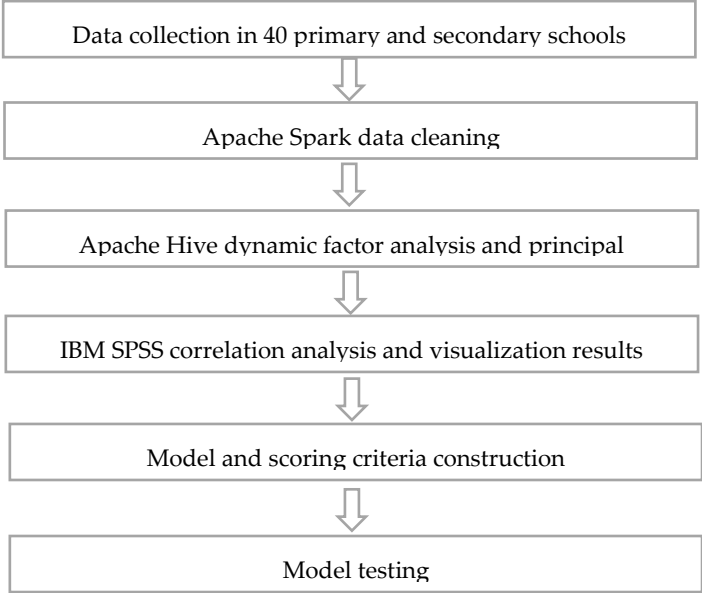 Data collection in 40 primary and secondary schools
Apache Spark data cleaning
Apache Hive dynamic factor analysis and principal
IBM SPSS correlation analysis and visualization results
Model and scoring criteria construction
Model testing